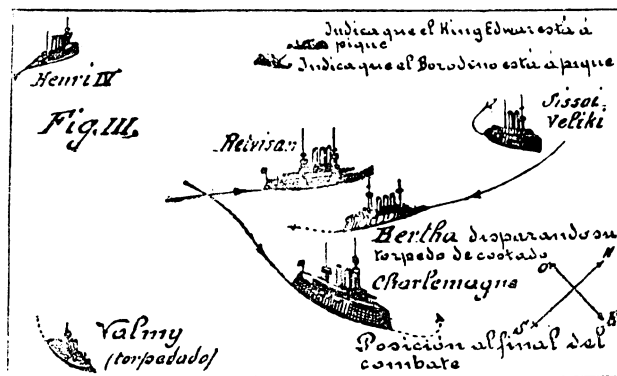 Indica que el King Edwar está á
pique
Indica que el Borodino está á pique
Henri IV
Fig. III.
Sissoi
Veliki
Retvisan
Bertha disparando su
torpedo de costado
Charlemagne
O
N
S
E
Valmy
(torpedado)
Posición al final del
combate